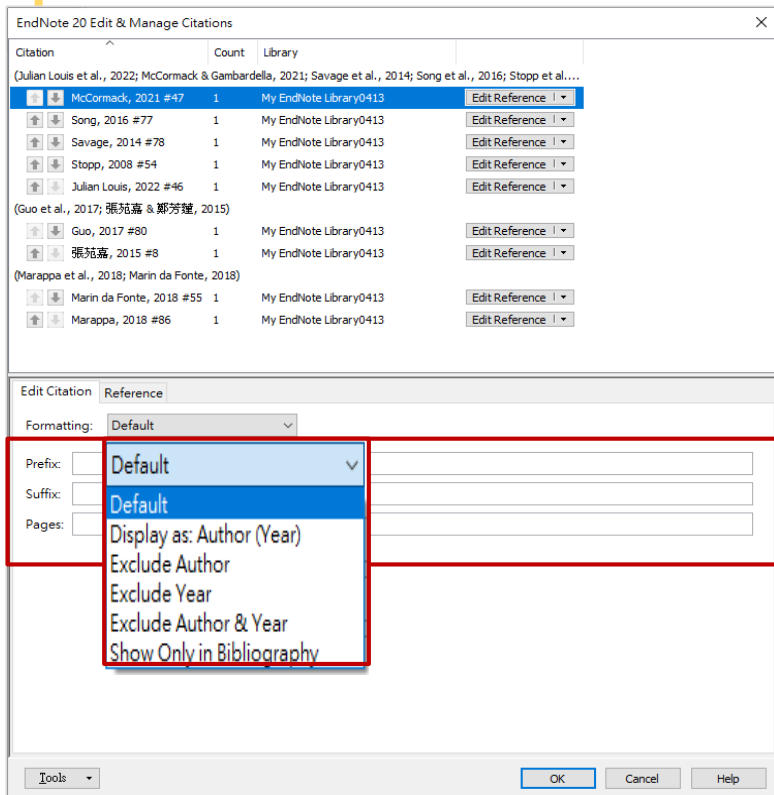 EndNote 20 Edit & Manage Citations
Citation Count Library
(Julian Louis et al., 2022; McCormack & Gambardella, 2021; Savage et al., 2014; Song et al., 2016; Stopp et al....
McCormack, 2021 #47 1 My EndNote Library0413 Edit Reference
Song, 2016 #77 1 My EndNote Library0413 Edit Reference
Savage, 2014 #78 1 My EndNote Library0413 Edit Reference
Stopp, 2008 #54 1 My EndNote Library0413 Edit Reference
Julian Louis, 2022 #46 1 My EndNote Library0413 Edit Reference
(Guo et al., 2017; 張苑嘉 & 鄭芳蘐, 2015)
Guo, 2017 #80 1 My EndNote Library0413 Edit Reference
張苑嘉, 2015 #8 1 My EndNote Library0413 Edit Reference
(Marappa et al., 2018; Marin da Fonte, 2018)
Marin da Fonte, 2018 #55 1 My EndNote Library0413 Edit Reference
Marappa, 2018 #86 1 My EndNote Library0413 Edit Reference
Edit Citation Reference
Formatting: Default
Prefix:
Suffix:
Pages:
Default
Default
Display as: Author (Year)
Exclude Author
Exclude Year
Exclude Author & Year
Show Only in Bibliography
Tools OK Cancel Help